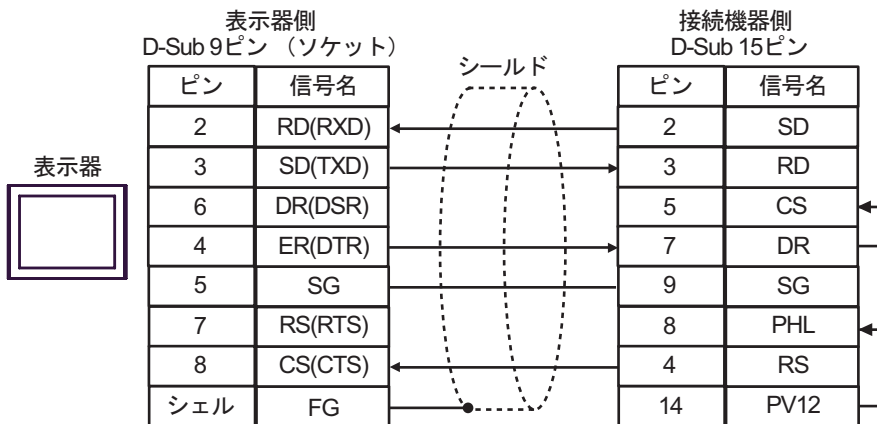 表示器側
D-Sub 9ピン （ソケット）
接続機器側
D-Sub 15ピン
シールド
表示器
ピン 信号名
2 RD(RXD)
3 SD(TXD)
6 DR(DSR)
4 ER(DTR)
5 SG
7 RS(RTS)
8 CS(CTS)
シェル FG
ピン 信号名
2 SD
3 RD
5 CS
7 DR
9 SG
8 PHL
4 RS
14 PV12